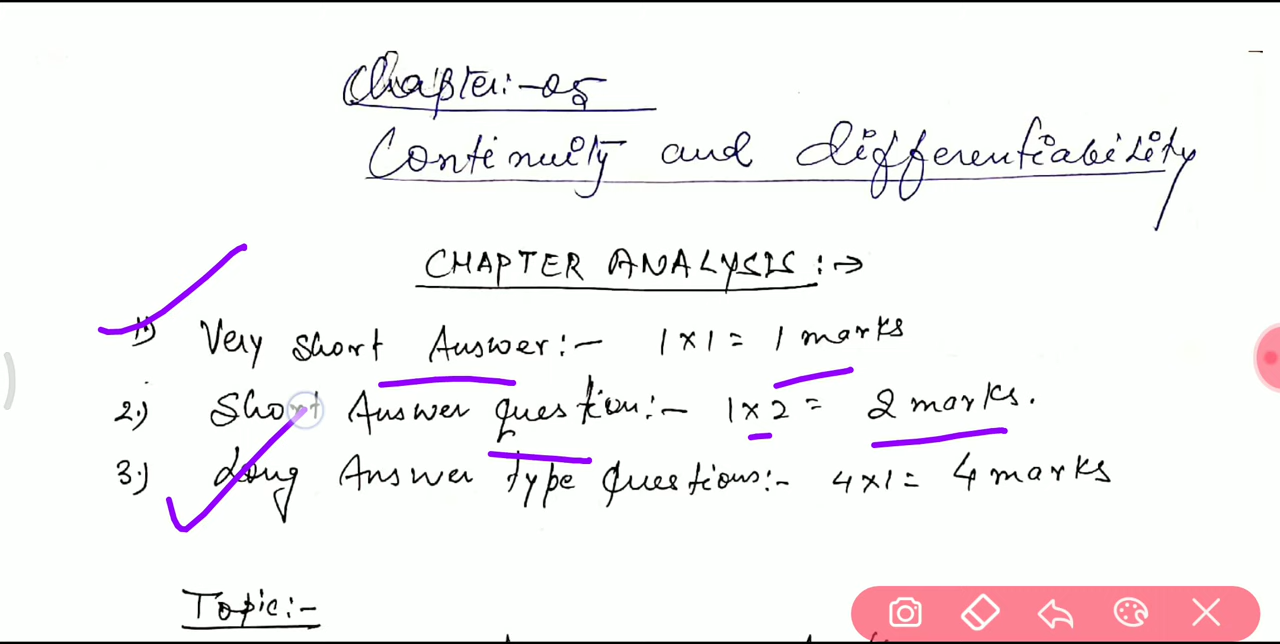 Chapter:-05
Continuity and differentiability
CHAPTER ANALYSIS:→
1) Very short Answer:- 1×1= 1 marks
2.) Short Answer question:- 1×2= 2 marks.
3.) Long Answer type Questions:- 4×1= 4 marks
Topic:-